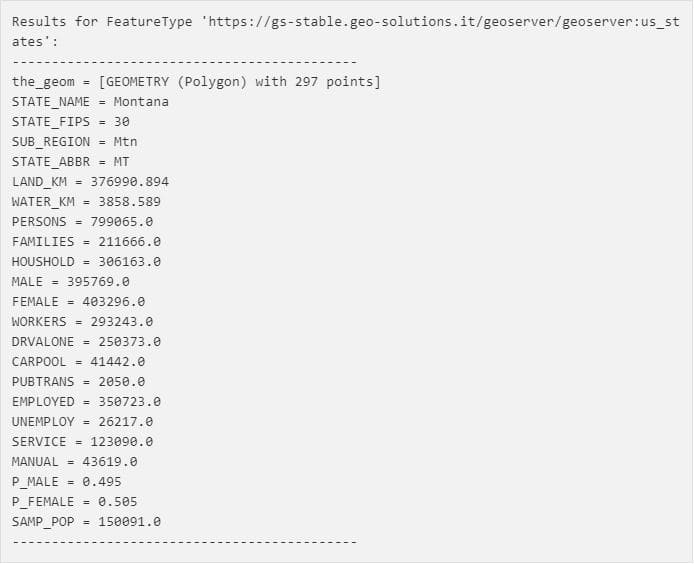 Results for FeatureType 'https://gs-stable.geo-solutions.it/geoserver/geoserver:us_st
ates':
--------------------------------------------
the_geom = [GEOMETRY (Polygon) with 297 points]
STATE_NAME = Montana
STATE_FIPS = 30
SUB_REGION = Mtn
STATE_ABBR = MT
LAND_KM = 376990.894
WATER_KM = 3858.589
PERSONS = 799065.0
FAMILIES = 211666.0
HOUSHOLD = 306163.0
MALE = 395769.0
FEMALE = 403296.0
WORKERS = 293243.0
DRVALONE = 250373.0
CARPOOL = 41442.0
PUBTRANS = 2050.0
EMPLOYED = 350723.0
UNEMPLOY = 26217.0
SERVICE = 123090.0
MANUAL = 43619.0
P_MALE = 0.495
P_FEMALE = 0.505
SAMP_POP = 150091.0
--------------------------------------------